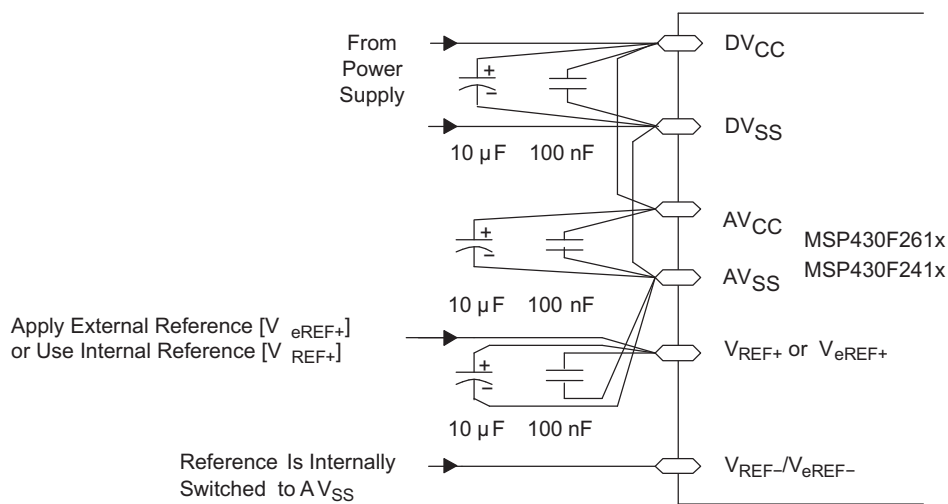 From
Power
Supply
DVCC
+
−
DVSS
10 µF 100 nF
AVCC
MSP430F261x
MSP430F241x
+
−
AVSS
10 µF 100 nF
Apply External Reference [V eREF+]
or Use Internal Reference [V REF+]
VREF+ or VeREF+
+
−
10 µF 100 nF
Reference Is Internally
Switched to AVSS
VREF−/VeREF−